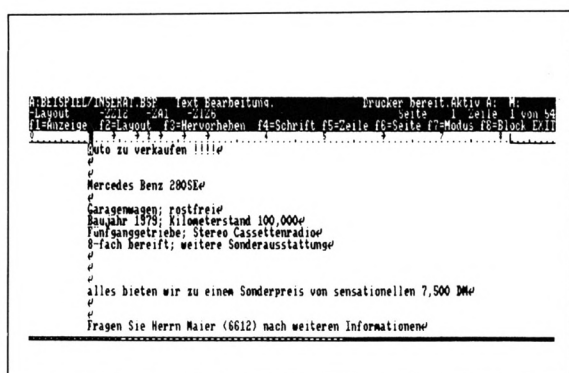 A:BEISPIEL/INSERAT.BSP Text Bearbeitung. Drucker bereit.Aktiv A: M:
-Layout -ZZ12 -ZA1 -ZI26 Seite 1 Zeile 1 von 54
f1=Anzeige f2=Layout f3=Hervorheben f4=Schrift f5=Zeile f6=Seite f7=Modus f8=Block EXIT
Auto zu verkaufen !!!!↵
↵
↵
Mercedes Benz 280SE↵
↵
Garagenwagen; rostfrei↵
Baujahr 1979; Kilometerstand 100,000↵
Fünfganggetriebe; Stereo Cassettenradio↵
8-fach bereift; weitere Sonderausstattung↵
↵
↵
↵
alles bieten wir zu einem Sonderpreis von sensationellen 7,500 DM↵
↵
↵
Fragen Sie Herrn Maier (6612) nach weiteren Informationen↵